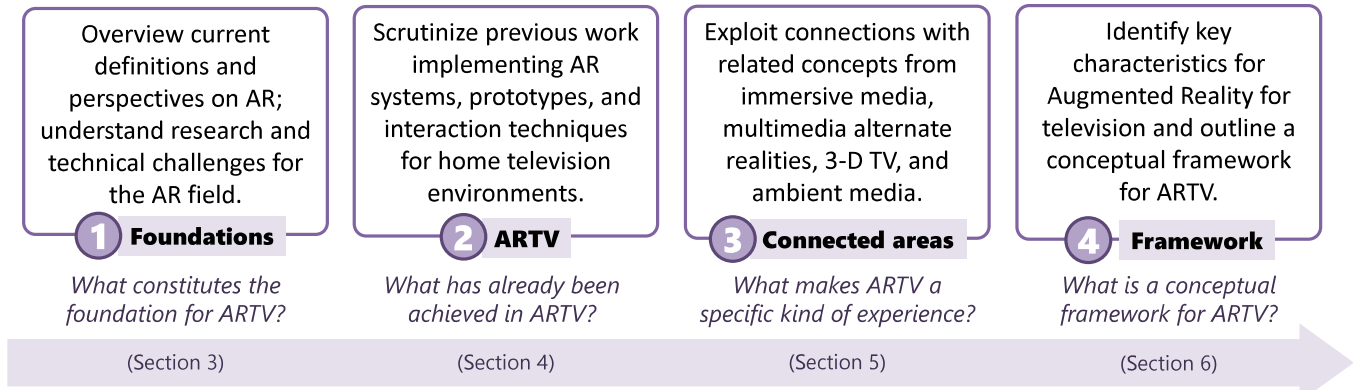 Overview current
definitions and
perspectives on AR;
understand research and
technical challenges for
the AR field.
1 Foundations
What constitutes the
foundation for ARTV?
(Section 3)
Scrutinize previous work
implementing AR
systems, prototypes, and
interaction techniques
for home television
environments.
2 ARTV
What has already been
achieved in ARTV?
(Section 4)
Exploit connections with
related concepts from
immersive media,
multimedia alternate
realities, 3-D TV, and
ambient media.
3 Connected areas
What makes ARTV a
specific kind of experience?
(Section 5)
Identify key
characteristics for
Augmented Reality for
television and outline a
conceptual framework
for ARTV.
4 Framework
What is a conceptual
framework for ARTV?
(Section 6)